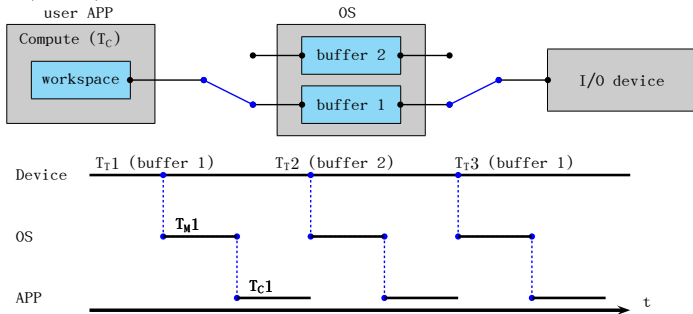 user APP OS
Compute (T_C)
workspace
buffer 2
buffer 1
I/O device
Device T_T1 (buffer 1) T_T2 (buffer 2) T_T3 (buffer 1)
OS T_M1
APP T_C1 t